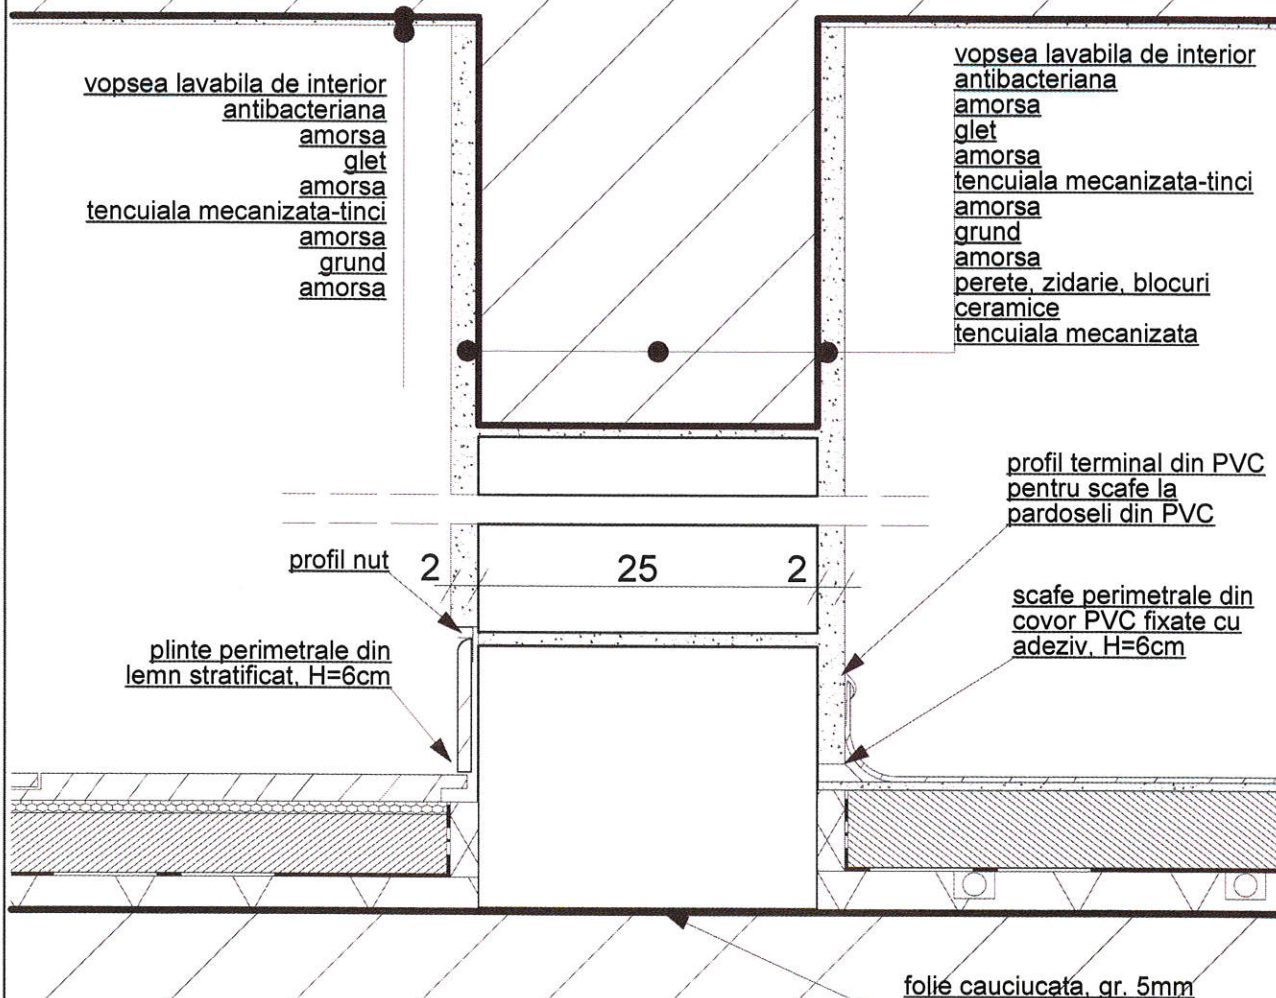 vopsea lavabila de interior
antibacteriana
amorsa
glet
amorsa
tencuiala mecanizata-tinci
amorsa
grund
amorsa
vopsea lavabila de interior
antibacteriana
amorsa
glet
amorsa
tencuiala mecanizata-tinci
amorsa
grund
amorsa
perete, zidarie, blocuri
ceramice
tencuiala mecanizata
profil terminal din PVC
pentru scafe la
pardoseli din PVC
profil nut
2
25
2
scafe perimetrale din
covor PVC fixate cu
adeziv, H=6cm
plinte perimetrale din
lemn stratificat, H=6cm
folie cauciucata, gr. 5mm